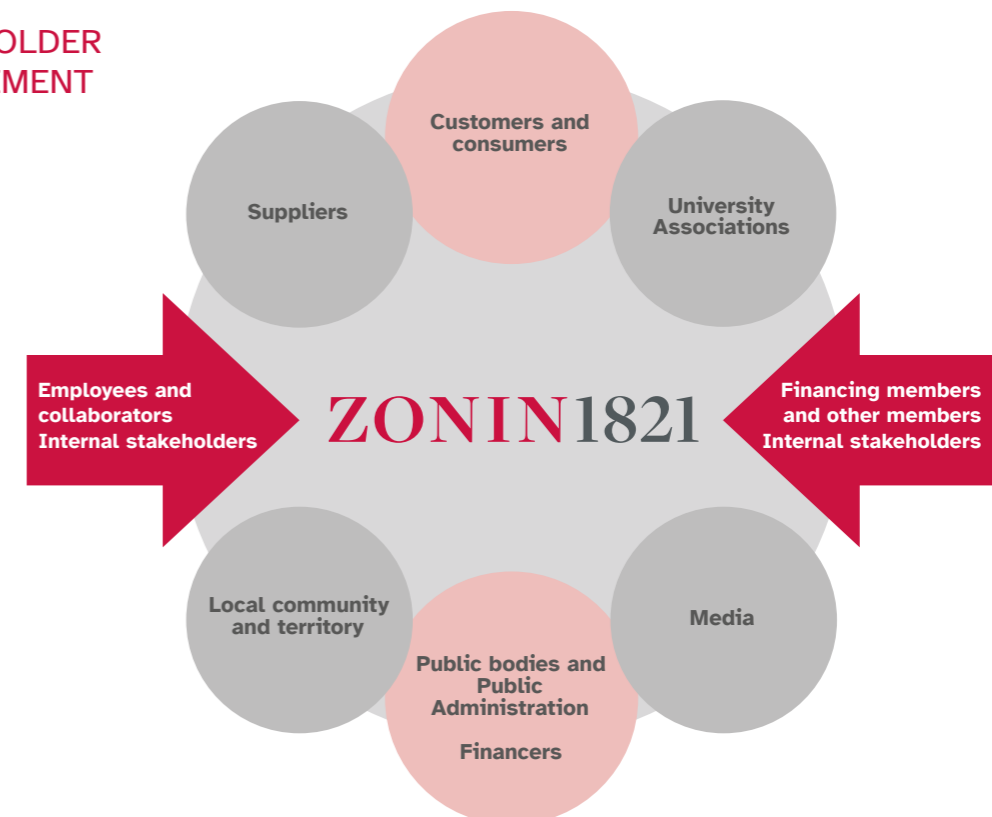 OLDER
EMENT
Customers and
consumers
Suppliers
University
Associations
Employees and
collaborators
Internal stakeholders
ZONIN1821
Financing members
and other members
Internal stakeholders
Local community
and territory
Media
Public bodies and
Public
Administration
Financers